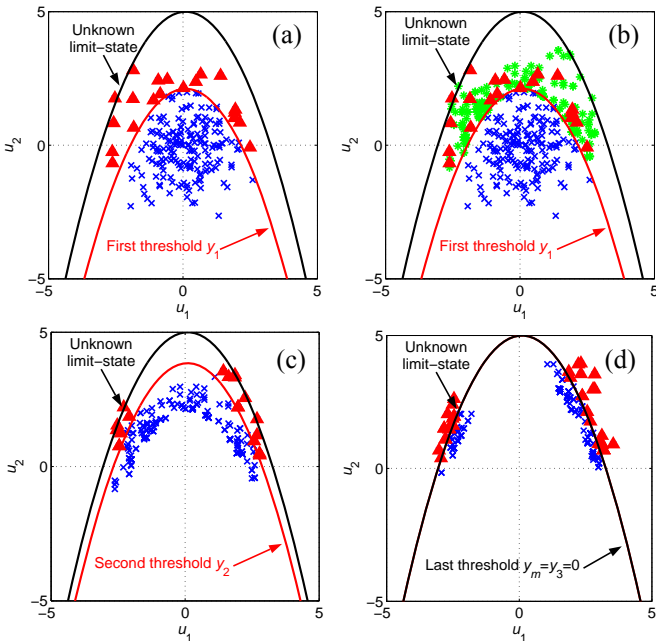 5
(a)
Unknown
limit−state
u2
0
First threshold y1
−5
−5
0
5
u1
5
(b)
Unknown
limit−state
u2
0
First threshold y1
−5
−5
0
5
u1
5
(c)
Unknown
limit−state
u2
0
Second threshold y2
−5
−5
0
5
u1
5
(d)
Unknown
limit−state
u2
0
Last threshold ym=y3=0
−5
−5
0
5
u1